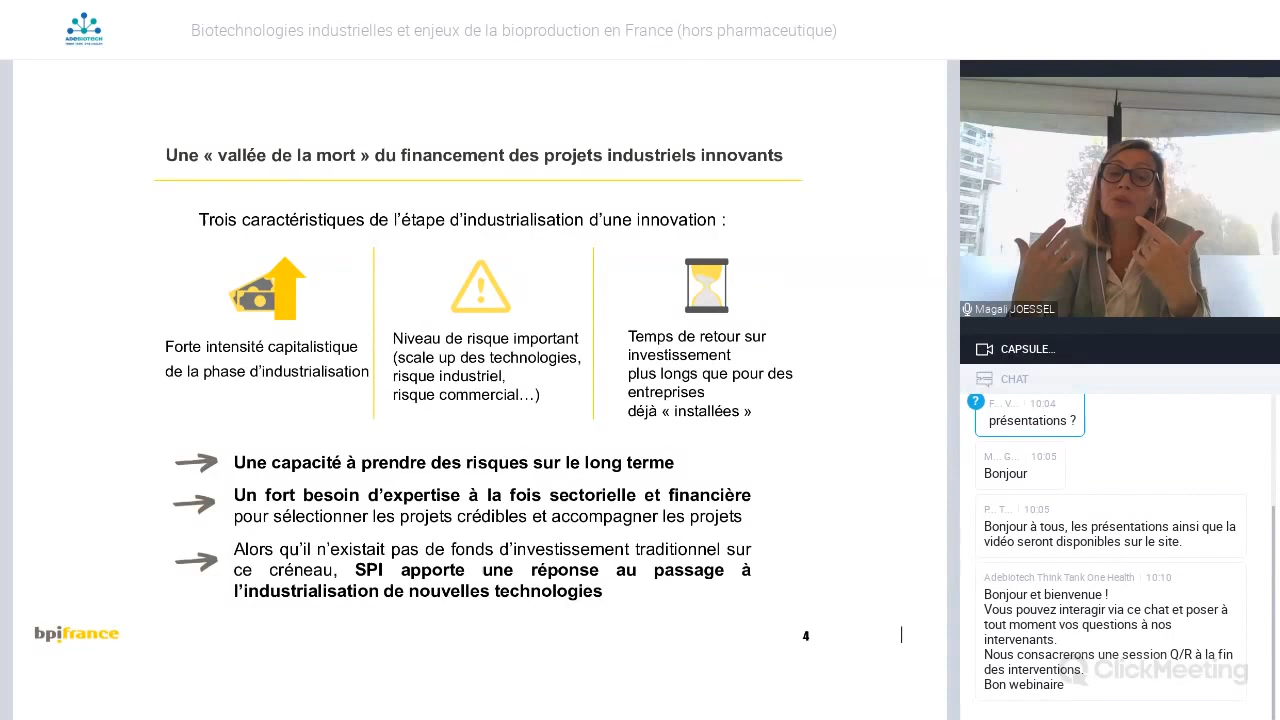 ADEBIOTECH
Biotechnologies industrielles et enjeux de la bioproduction en France (hors pharmaceutique)
Une « vallée de la mort » du financement des projets industriels innovants
Trois caractéristiques de l’étape d’industrialisation d’une innovation :
Forte intensité capitalistique
de la phase d’industrialisation
Niveau de risque important
(scale up des technologies,
risque industriel,
risque commercial…)
Temps de retour sur
investissement
plus longs que pour des
entreprises
déjà « installées »
Une capacité à prendre des risques sur le long terme
Un fort besoin d’expertise à la fois sectorielle et financière
pour sélectionner les projets crédibles et accompagner les projets
Alors qu’il n’existait pas de fonds d’investissement traditionnel sur
ce créneau, SPI apporte une réponse au passage à
l’industrialisation de nouvelles technologies
bpifrance
4
Magali JOESSEL
CAPSULE...
CHAT
?
F... V... 10:04
présentations ?
M... G... 10:05
Bonjour
P... T... 10:05
Bonjour à tous, les présentations ainsi que la
vidéo seront disponibles sur le site.
Adebiotech Think Tank One Health 10:10
Bonjour et bienvenue !
Vous pouvez interagir via ce chat et poser à
tout moment vos questions à nos
intervenants.
Nous consacrerons une session Q/R à la fin
des interventions.
Bon webinaire
ClickMeeting